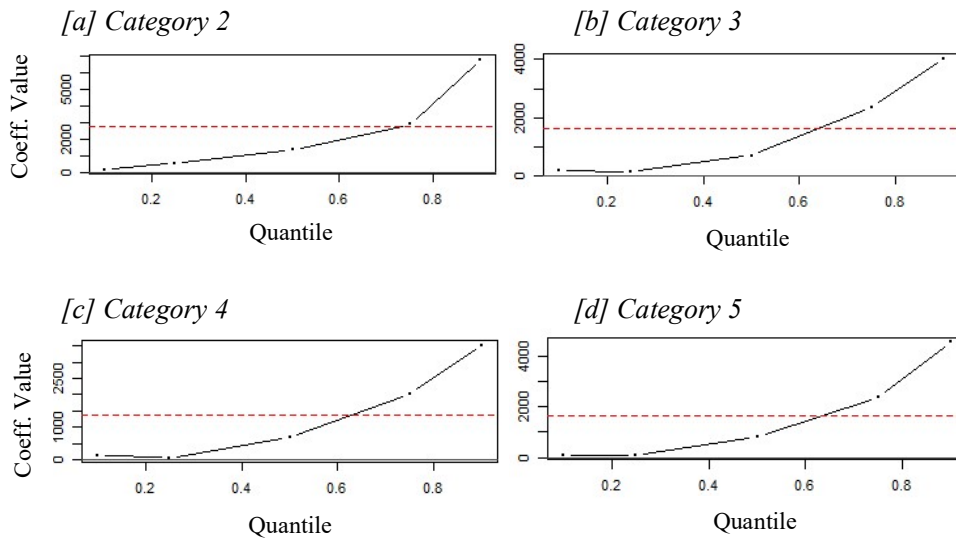 [a] Category 2
[b] Category 3
Coeff. Value
5000
2000
0
0.2 0.4 0.6 0.8
Quantile
4000
2000
0
0.2 0.4 0.6 0.8
Quantile
[c] Category 4
[d] Category 5
Coeff. Value
2500
1000
0
0.2 0.4 0.6 0.8
Quantile
4000
2000
0
0.2 0.4 0.6 0.8
Quantile